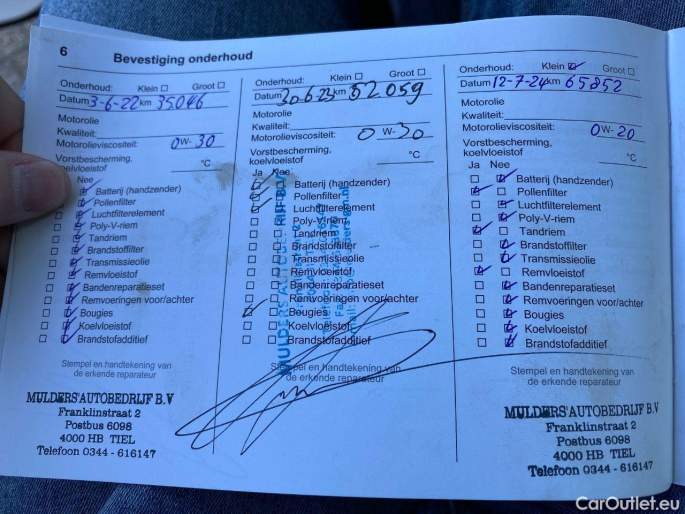 6 Bevestiging onderhoud
Onderhoud: Klein Groot
Datum 3-6-22 km 35046
Motorolie
Kwaliteit:
Motorolieviscositeit: 0 W- 30
Vorstbescherming,
koelvloeistof °C
Nee
Batterij (handzender)
Pollenfilter
Luchtfilterelement
Poly-V-riem
Tandriem
Brandstoffilter
Transmissieolie
Remvloeistof
Bandenreparatieset
Remvoeringen voor/achter
Bougies
Koelvloeistof
Brandstofadditief
Stempel en handtekening van
de erkende reparateur
MULDERS AUTOBEDRIJF B.V
Franklinstraat 2
Postbus 6098
4000 HB TIEL
Telefoon 0344 - 616147
Onderhoud: Klein Groot
Datum 30-6-23 km 52059
Motorolie
Kwaliteit:
Motorolieviscositeit: 0 W- 30
Vorstbescherming,
koelvloeistof °C
Ja Nee
Batterij (handzender)
Pollenfilter
Luchtfilterelement
Poly-V-riem
Tandriem
Brandstoffilter
Transmissieolie
Remvloeistof
Bandenreparatieset
Remvoeringen voor/achter
Bougies
Koelvloeistof
Brandstofadditief
Stempel en handtekening van
de erkende reparateur
Onderhoud: Klein Groot
Datum 12-7-24 km 65852
Motorolie
Kwaliteit:
Motorolieviscositeit: 0 W- 20
Vorstbescherming,
koelvloeistof °C
Ja Nee
Batterij (handzender)
Pollenfilter
Luchtfilterelement
Poly-V-riem
Tandriem
Brandstoffilter
Transmissieolie
Remvloeistof
Bandenreparatieset
Remvoeringen voor/achter
Bougies
Koelvloeistof
Brandstofadditief
Stempel en handtekening van
de erkende reparateur
MULDERS AUTOBEDRIJF B.V
Franklinstraat 2
Postbus 6098
4000 HB TIEL
Telefoon 0344 - 616147
CarOutlet.eu